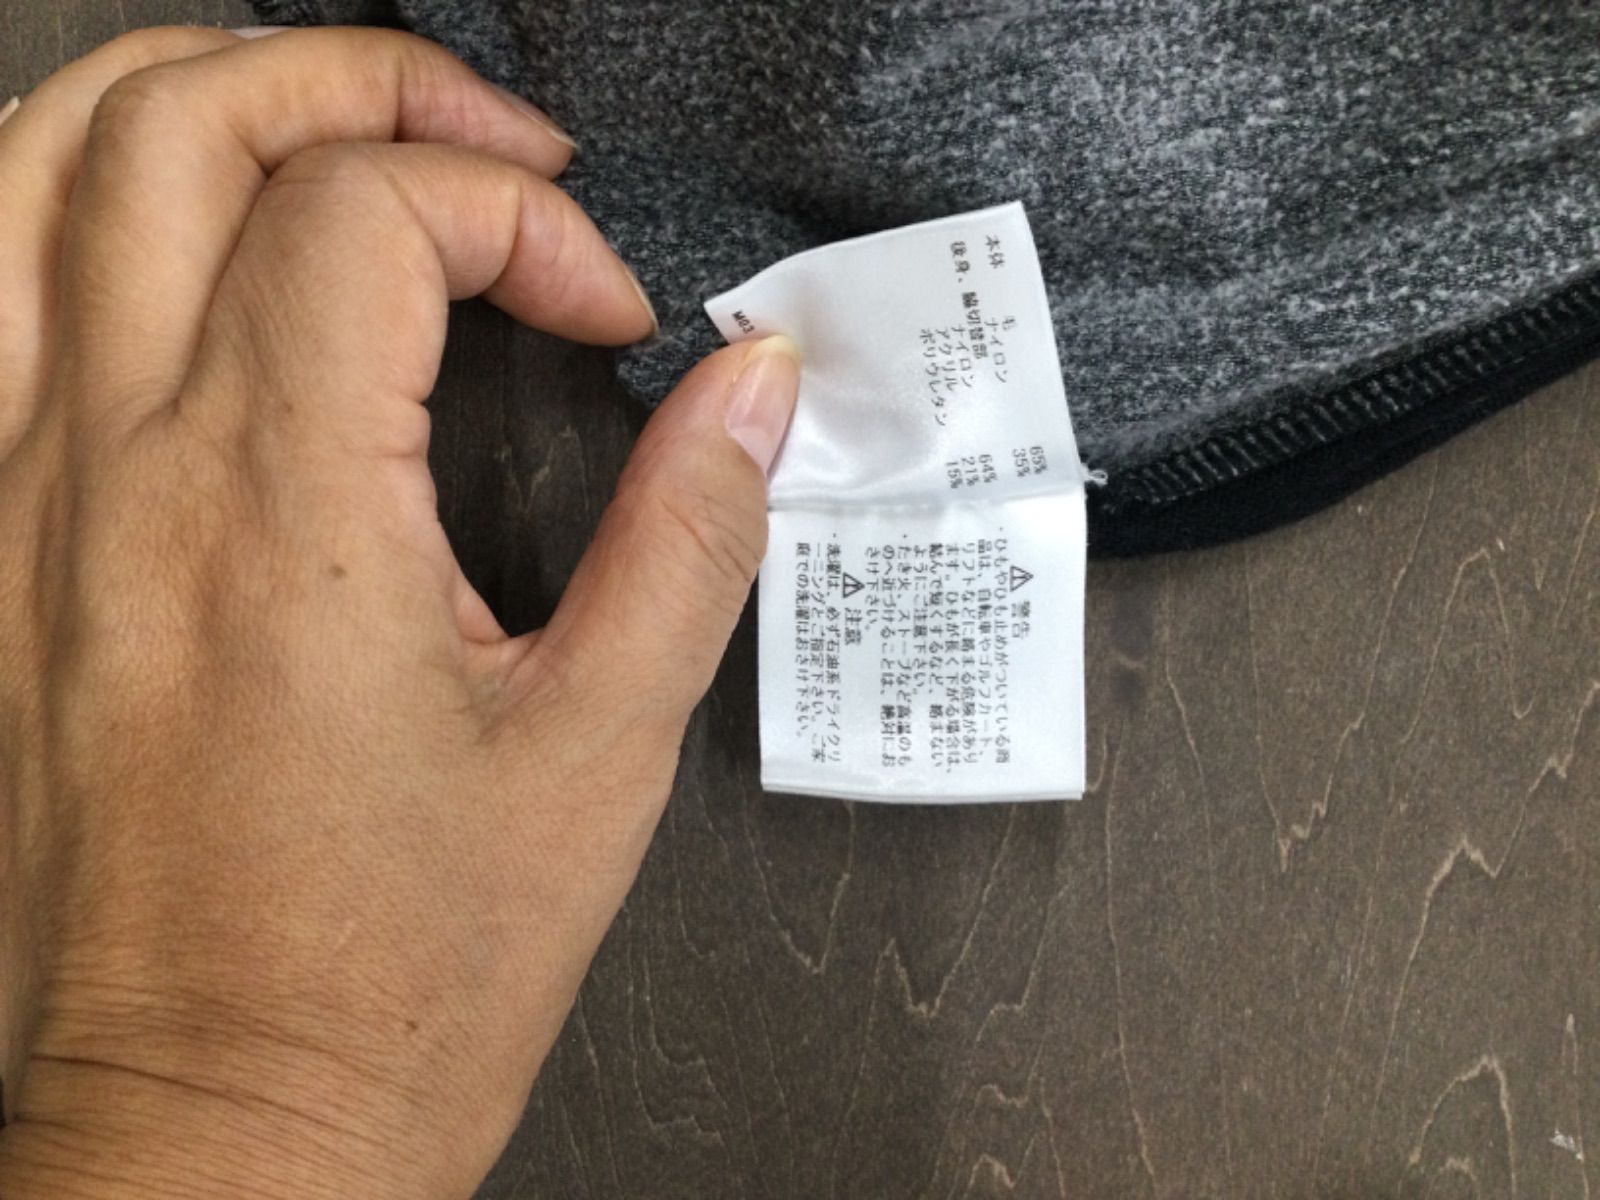 本体
毛 65%
ナイロン 35%
後身、脇切替部
ナイロン 64%
アクリル 21%
ポリウレタン 15%
M03
⚠ 警告
・ひもやひも止めがついている商
品は、自転車やゴルフカート、
リフトなどに絡まる危険があり
ます。ひもが長く下がる場合は、
結んで短くするなど、絡まない
ようにご注意下さい。
・たき火、ストーブなど高温のも
のへ近づけることは、絶対にお
さけ下さい。
⚠ 注意
・洗濯は、必ず石油系ドライクリ
ーニングとご指定下さい。ご家
庭での洗濯はおさけ下さい。